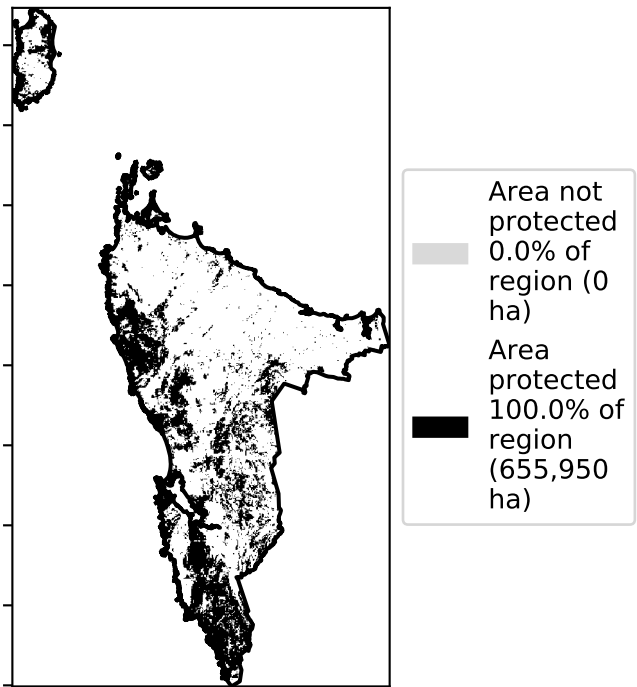 Area not
protected
0.0% of
region (0
ha)
Area
protected
100.0% of
region
(655,950
ha)